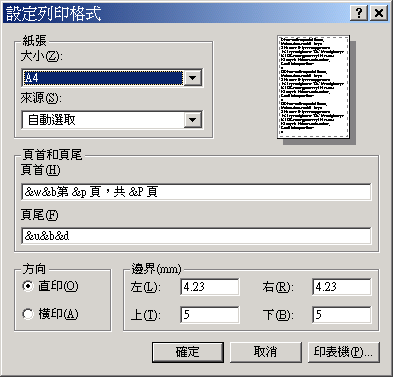 設定列印格式
紙張
大小(Z):
A4
來源(S):
自動選取
頁首和頁尾
頁首(H)
&w&b第 &p 頁，共 &P 頁
頁尾(F)
&u&b&d
方向
直印(O)
橫印(A)
邊界(mm)
左(L): 4.23 右(R): 4.23
上(T): 5 下(B): 5
確定 取消 印表機(P)...